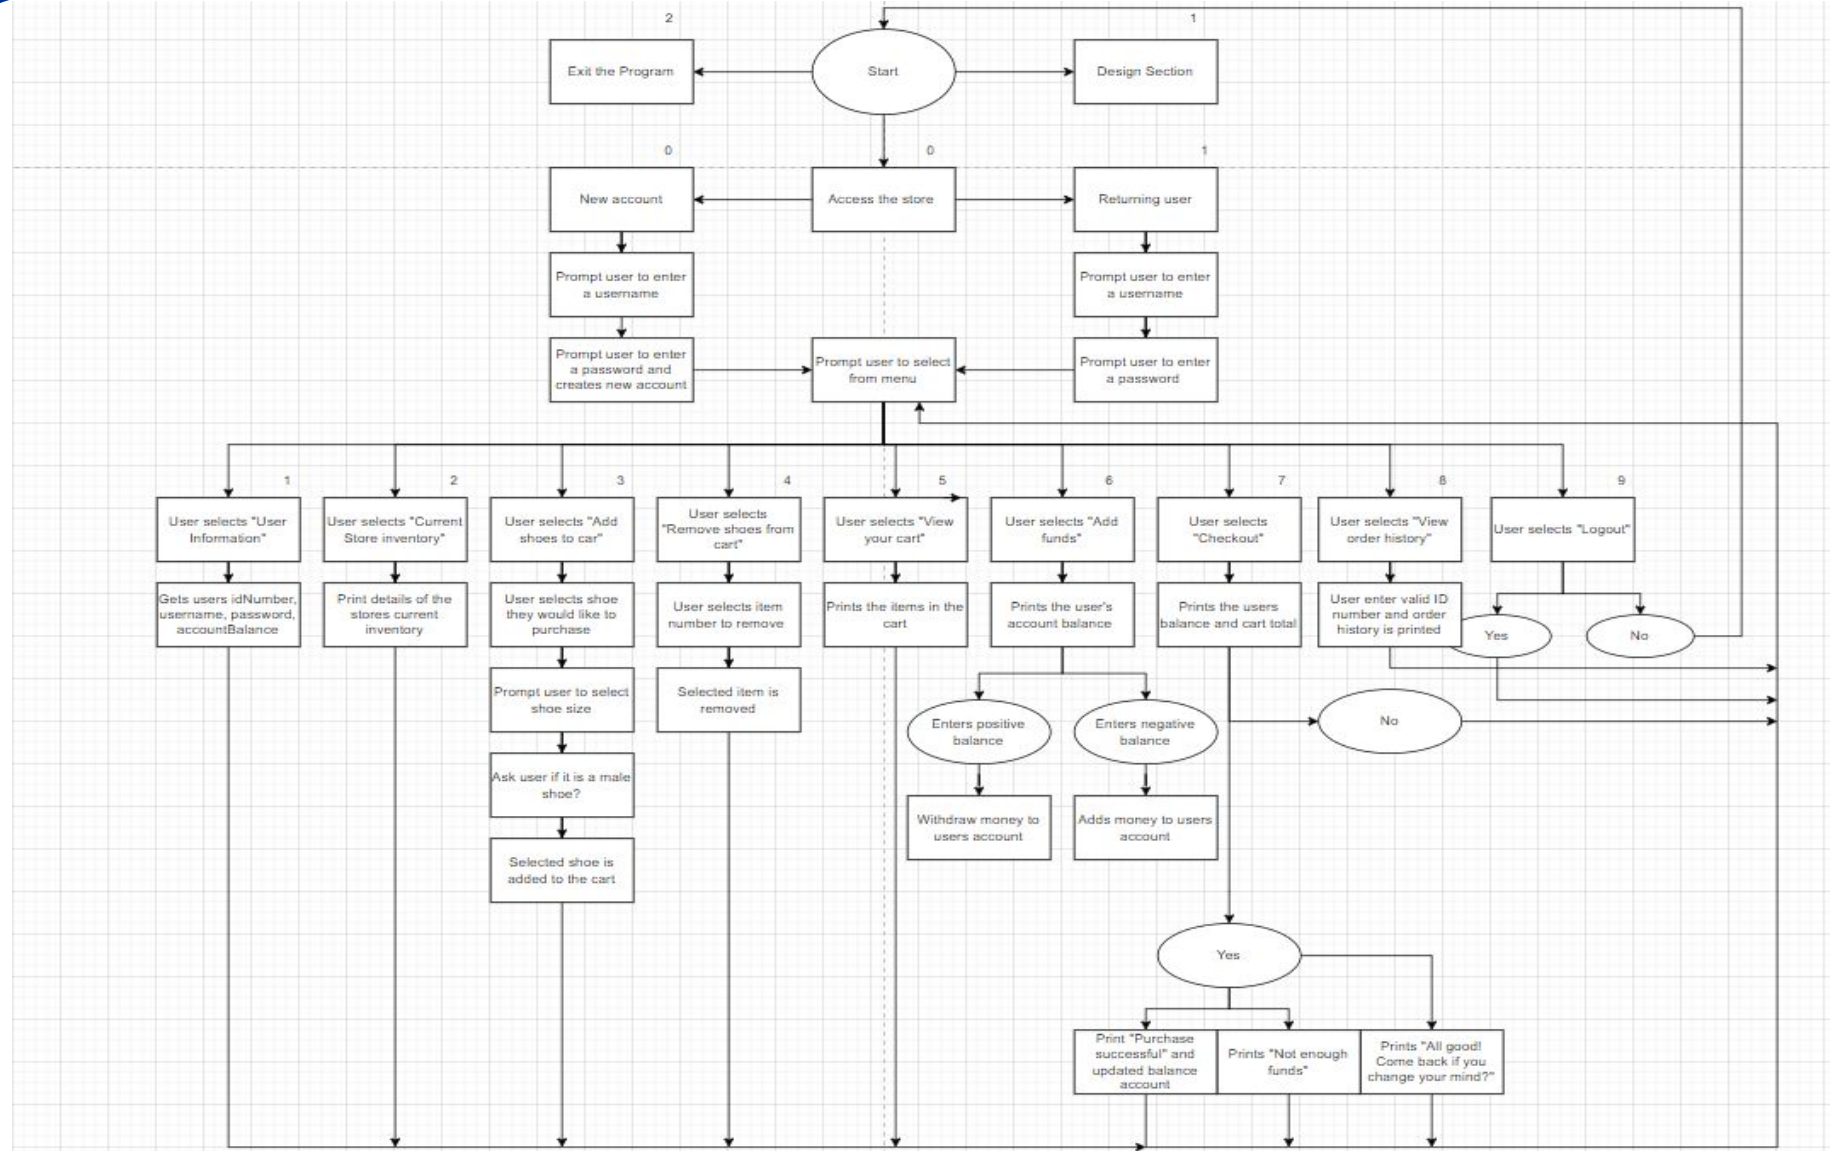 2
1
Exit the Program
Start
Design Section
0
0
1
New account
Access the store
Returning user
Prompt user to enter
a username
Prompt user to enter
a username
Prompt user to enter
a password and
creates new account
Prompt user to select
from menu
Prompt user to enter
a password
1
2
3
4
5
6
7
8
9
User selects "User
Information"
User selects "Current
Store inventory"
User selects "Add
shoes to car"
User selects
"Remove shoes from
cart"
User selects "View
your cart"
User selects "Add
funds"
User selects
"Checkout"
User selects "View
order history"
User selects "Logout"
Gets users idNumber,
username, password,
accountBalance
Print details of the
stores current
inventory
User selects shoe
they would like to
purchase
User selects item
number to remove
Prints the items in the
cart
Prints the user's
account balance
Prints the users
balance and cart total
User enter valid ID
number and order
history is printed
Yes
No
Prompt user to select
shoe size
Selected item is
removed
Enters positive
balance
Enters negative
balance
No
Ask user if it is a male
shoe?
Withdraw money to
users account
Adds money to users
account
Selected shoe is
added to the cart
Yes
Print "Purchase
successful" and
updated balance
account
Prints "Not enough
funds"
Prints "All good!
Come back if you
change your mind?"